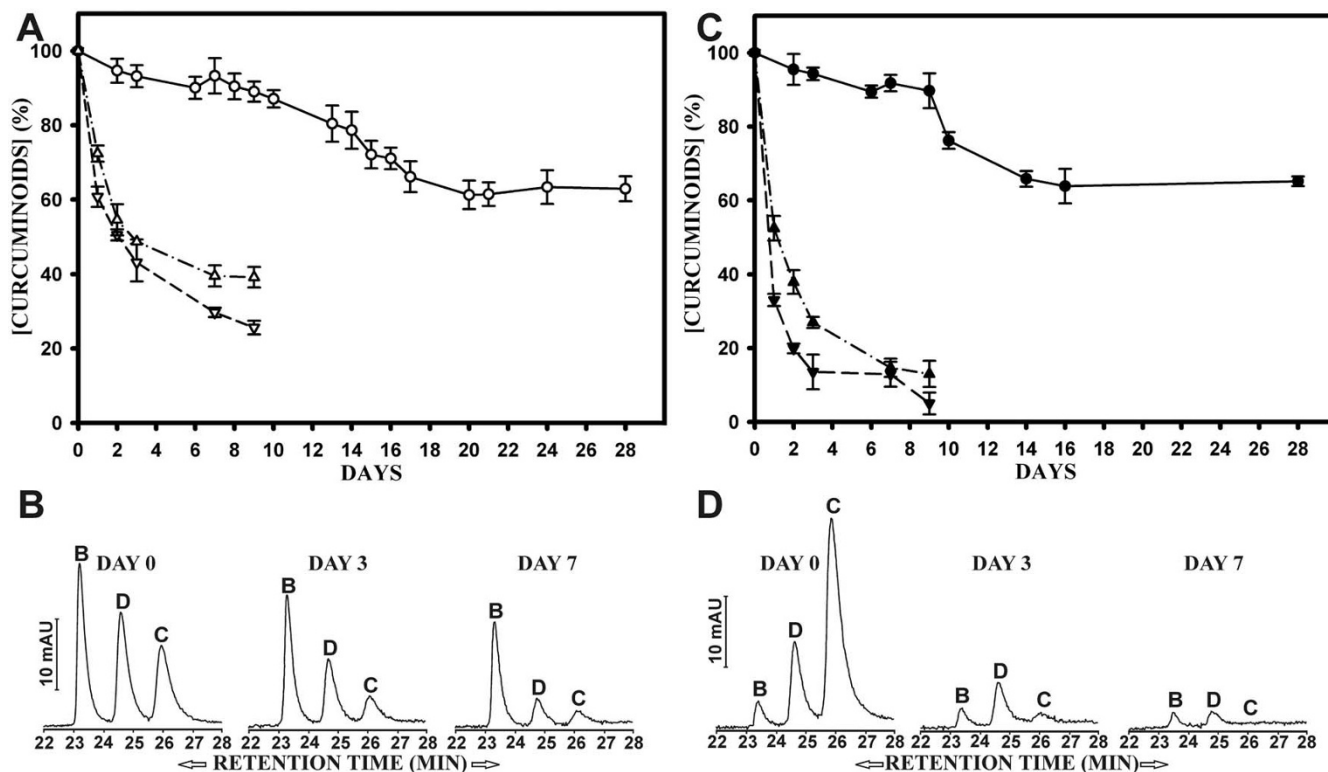 A
[CURCUMINOIDS] (%)
100
80
60
40
20
0
0 2 4 6 8 10 12 14 16 18 20 22 24 26 28
DAYS
C
[CURCUMINOIDS] (%)
100
80
60
40
20
0
0 2 4 6 8 10 12 14 16 18 20 22 24 26 28
DAYS
B
10 mAU
DAY 0
B
D
C
22 23 24 25 26 27 28
DAY 3
B
D
C
22 23 24 25 26 27 28
DAY 7
B
D
C
22 23 24 25 26 27 28
⇐ RETENTION TIME (MIN) ⇒
D
10 mAU
DAY 0
B
D
C
22 23 24 25 26 27 28
DAY 3
B
D
C
22 23 24 25 26 27 28
DAY 7
B
D
C
22 23 24 25 26 27 28
⇐ RETENTION TIME (MIN) ⇒